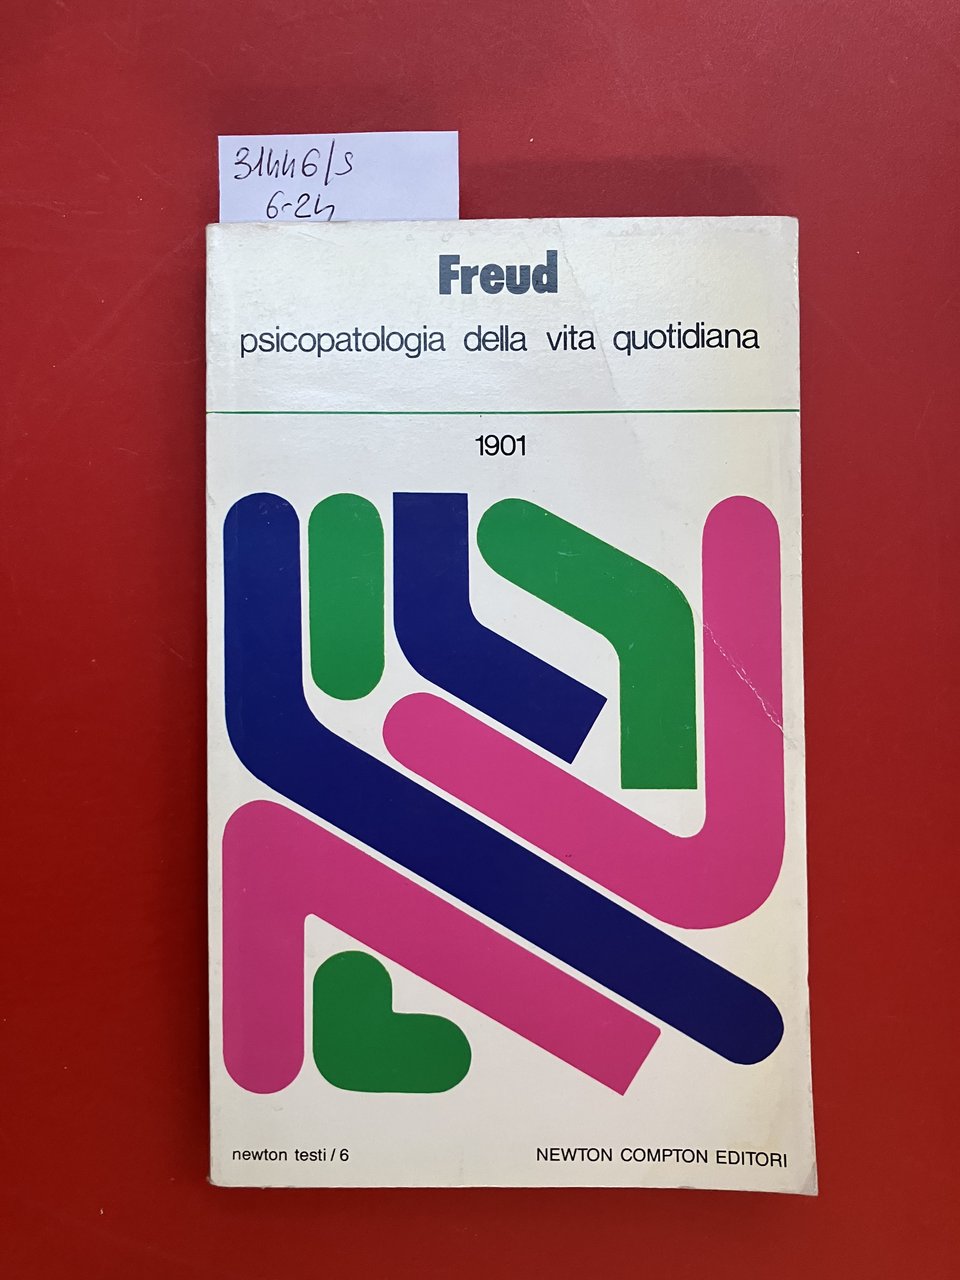 31446/S
6-24
Freud
psicopatologia della vita quotidiana
1901
newton testi / 6
NEWTON COMPTON EDITORI